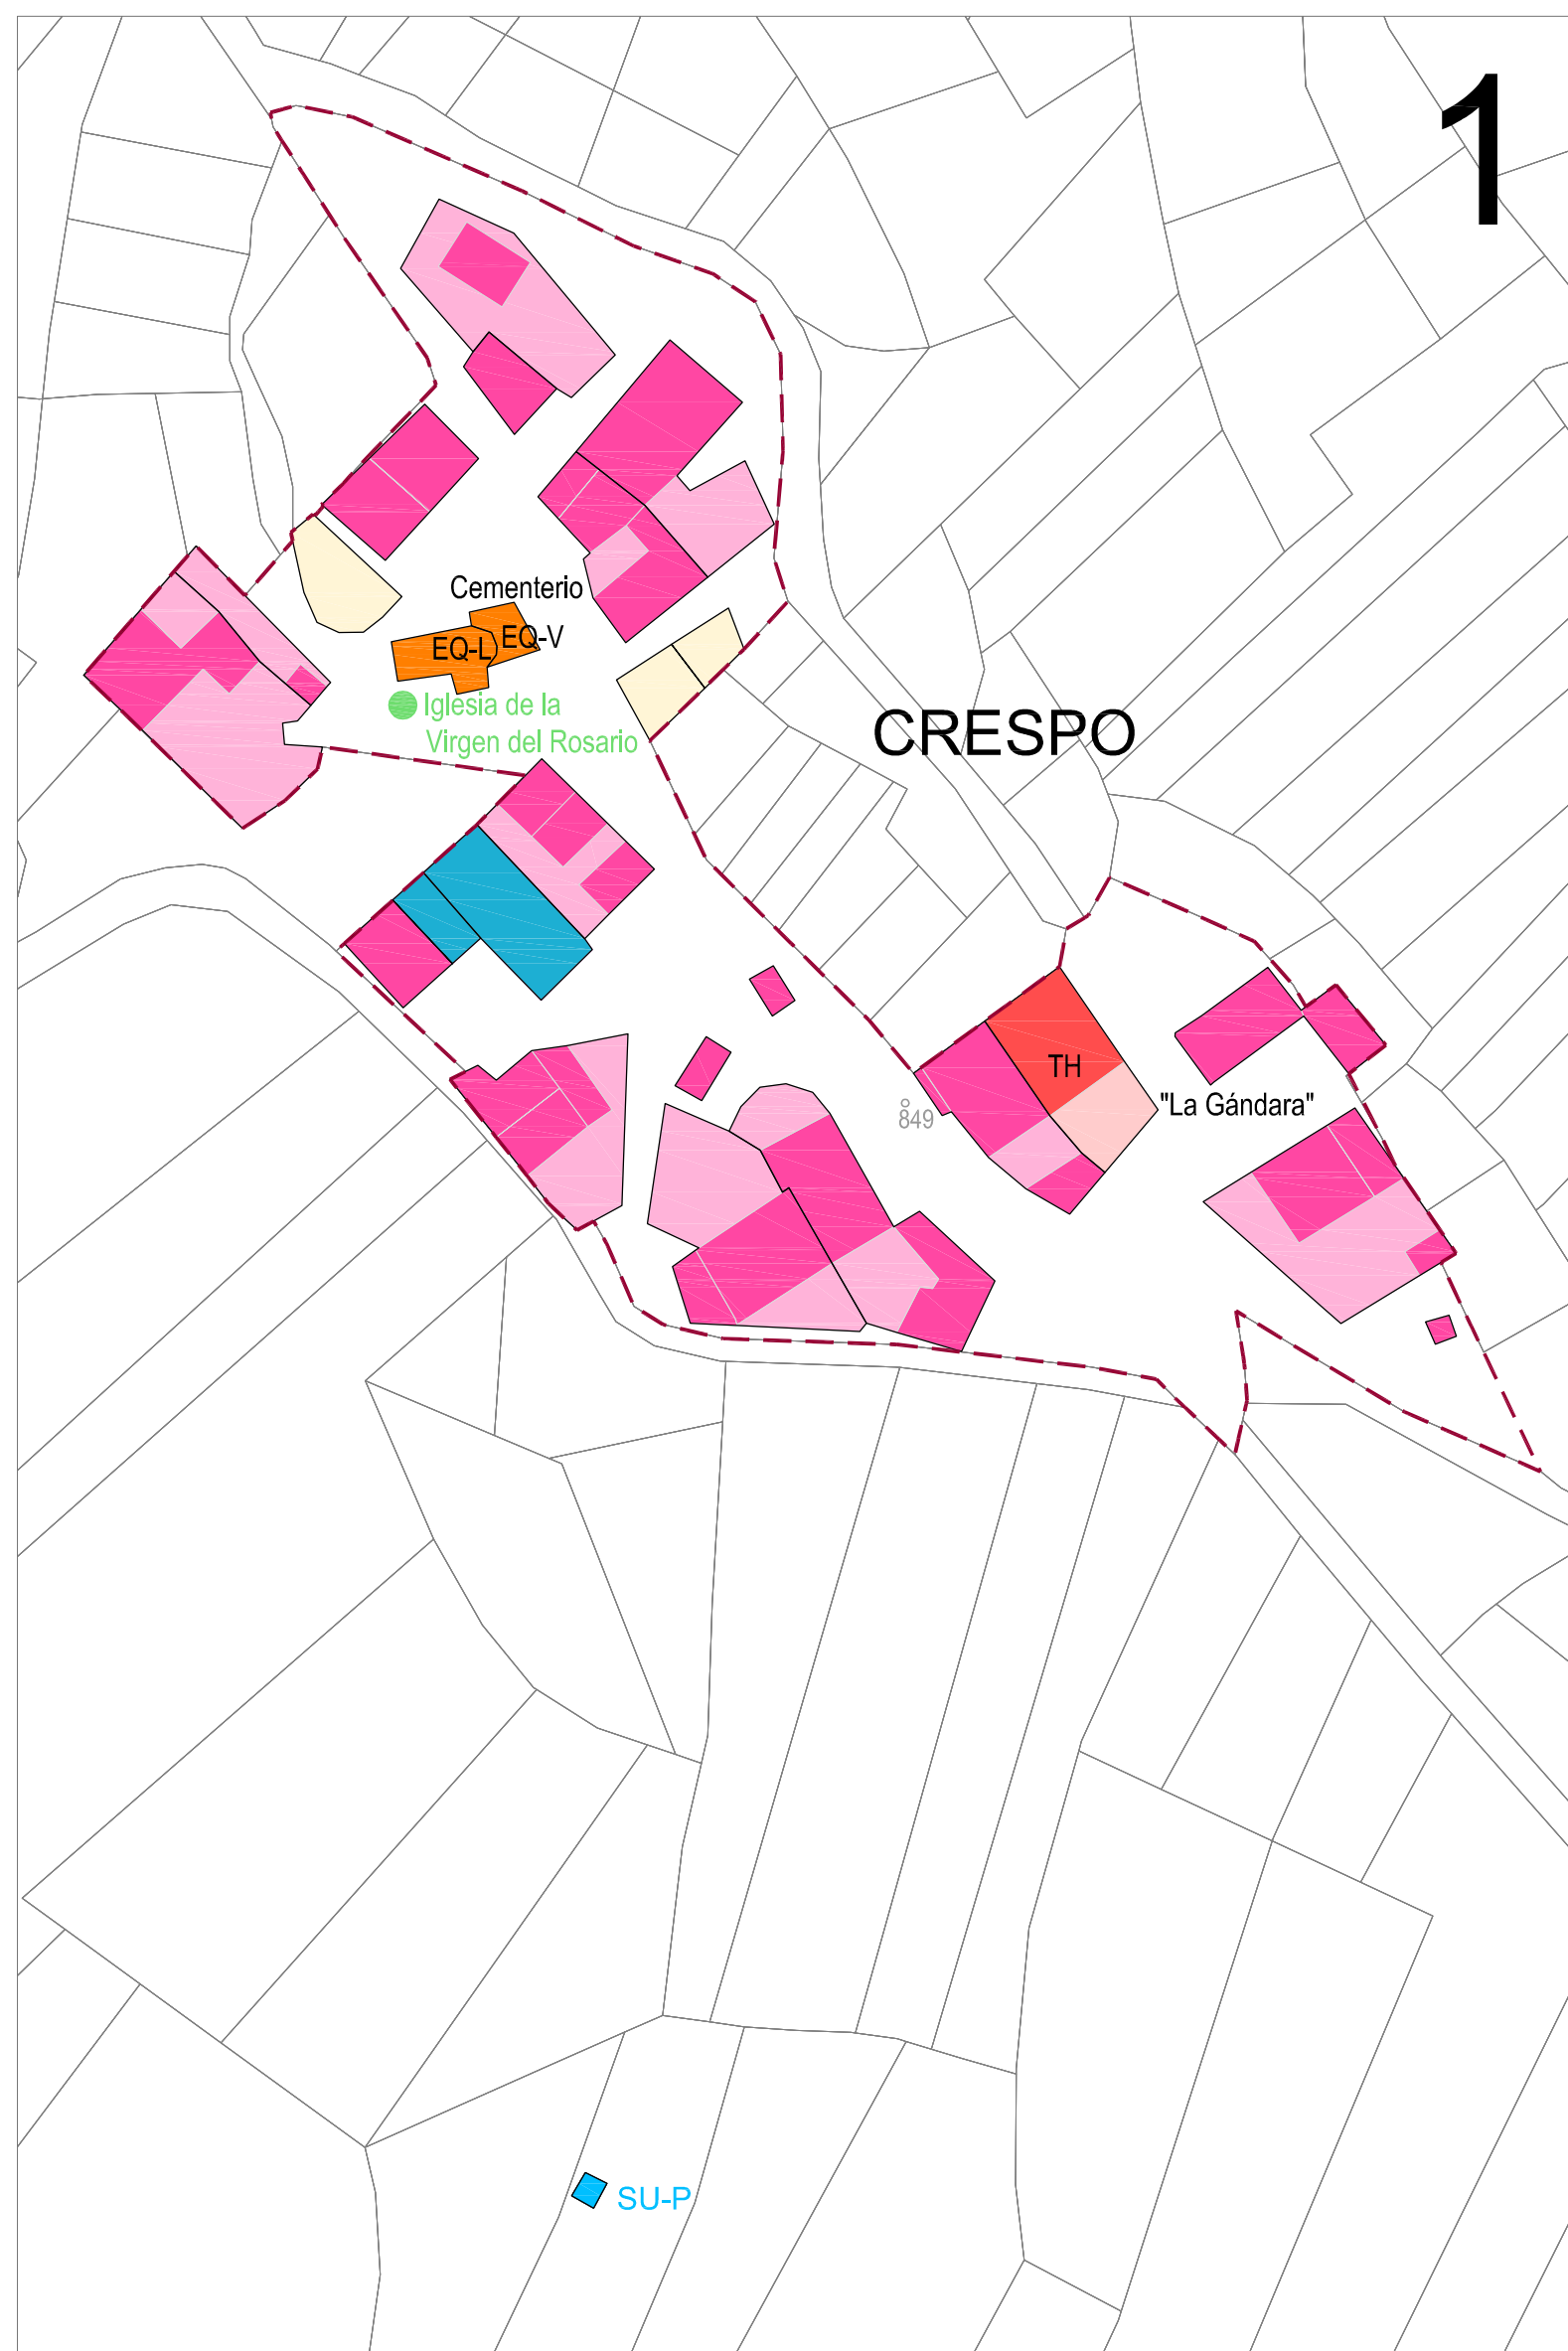 1
Cementerio
EQ-V
EQ-L
Iglesia de la
Virgen del Rosario
CRESPO
TH
"La Gándara"
849
SU-P